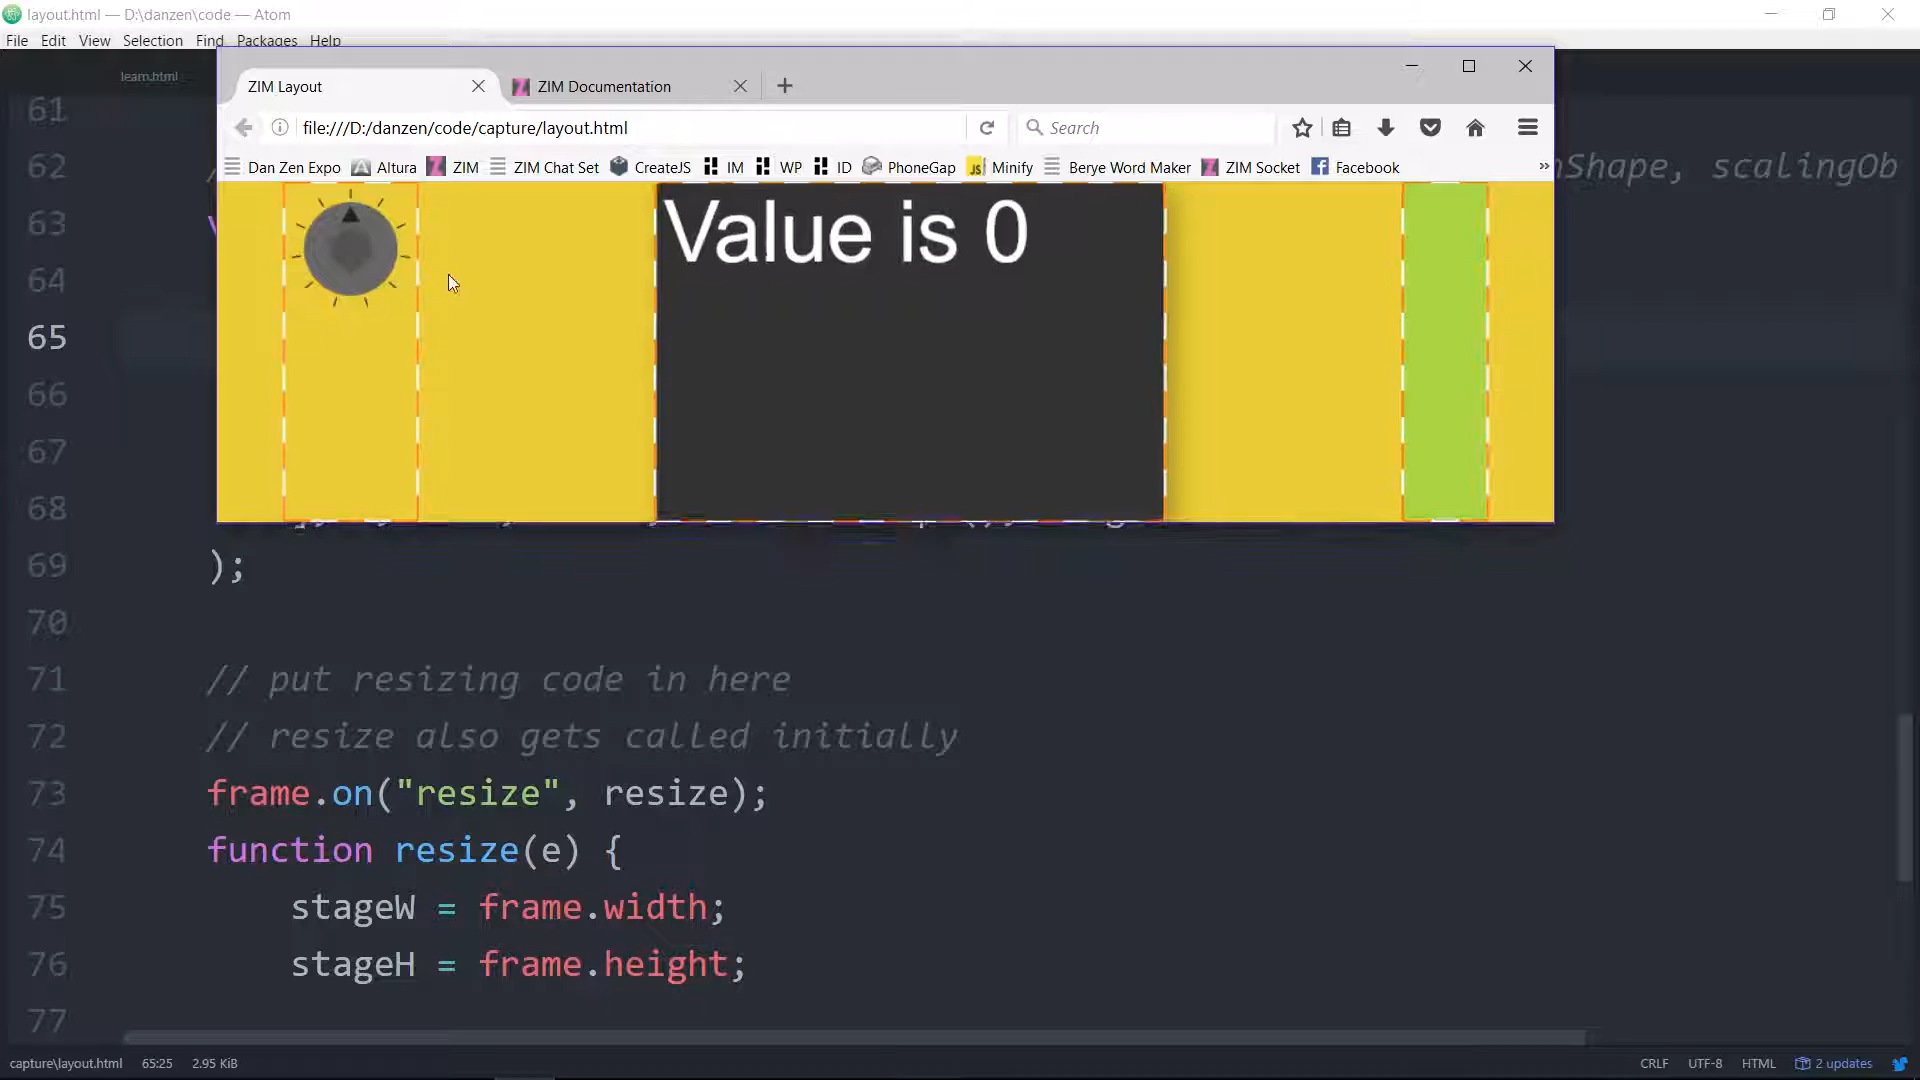 layout.html — D:\danzen\code — Atom
File Edit View Selection Find Packages Help
learn.html
ZIM Layout
ZIM Documentation
file:///D:/danzen/code/capture/layout.html
Search
Dan Zen Expo Altura ZIM ZIM Chat Set CreateJS IM WP ID PhoneGap Minify Berye Word Maker ZIM Socket Facebook »
Value is 0
61
62 nShape, scalingOb
63
64
65
66
67
68
69 );
70
71 // put resizing code in here
72 // resize also gets called initially
73 frame.on("resize", resize);
74 function resize(e) {
75 stageW = frame.width;
76 stageH = frame.height;
77
capture\layout.html 65:25 2.95 KiB CRLF UTF-8 HTML 2 updates